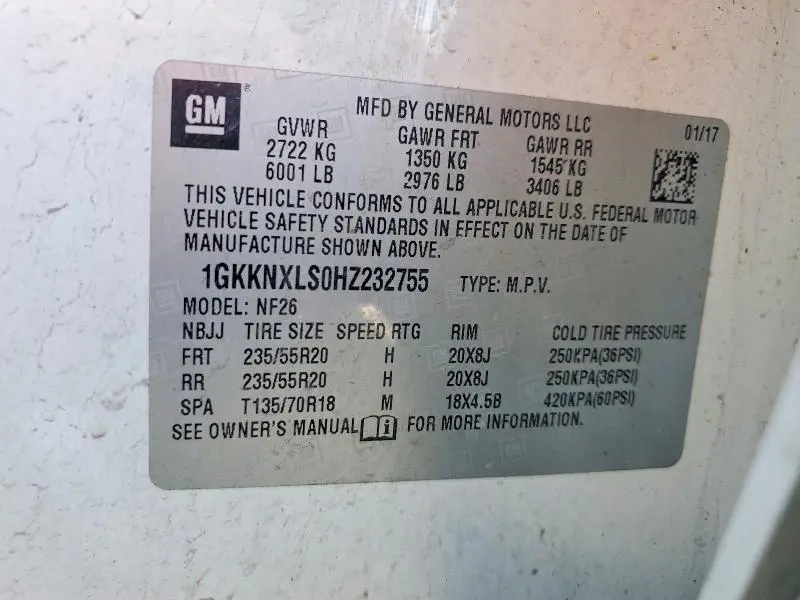 GM
MFD BY GENERAL MOTORS LLC 01/17
GVWR GAWR FRT GAWR RR
2722 KG 1350 KG 1545 KG
6001 LB 2976 LB 3406 LB
THIS VEHICLE CONFORMS TO ALL APPLICABLE U.S. FEDERAL MOTOR
VEHICLE SAFETY STANDARDS IN EFFECT ON THE DATE OF
MANUFACTURE SHOWN ABOVE.
1GKKNXLS0HZ232755 TYPE: M.P.V.
MODEL: NF26
NBJJ TIRE SIZE SPEED RTG RIM COLD TIRE PRESSURE
FRT 235/55R20 H 20X8J 250KPA(36PSI)
RR 235/55R20 H 20X8J 250KPA(36PSI)
SPA T135/70R18 M 18X4.5B 420KPA(60PSI)
SEE OWNER'S MANUAL FOR MORE INFORMATION.